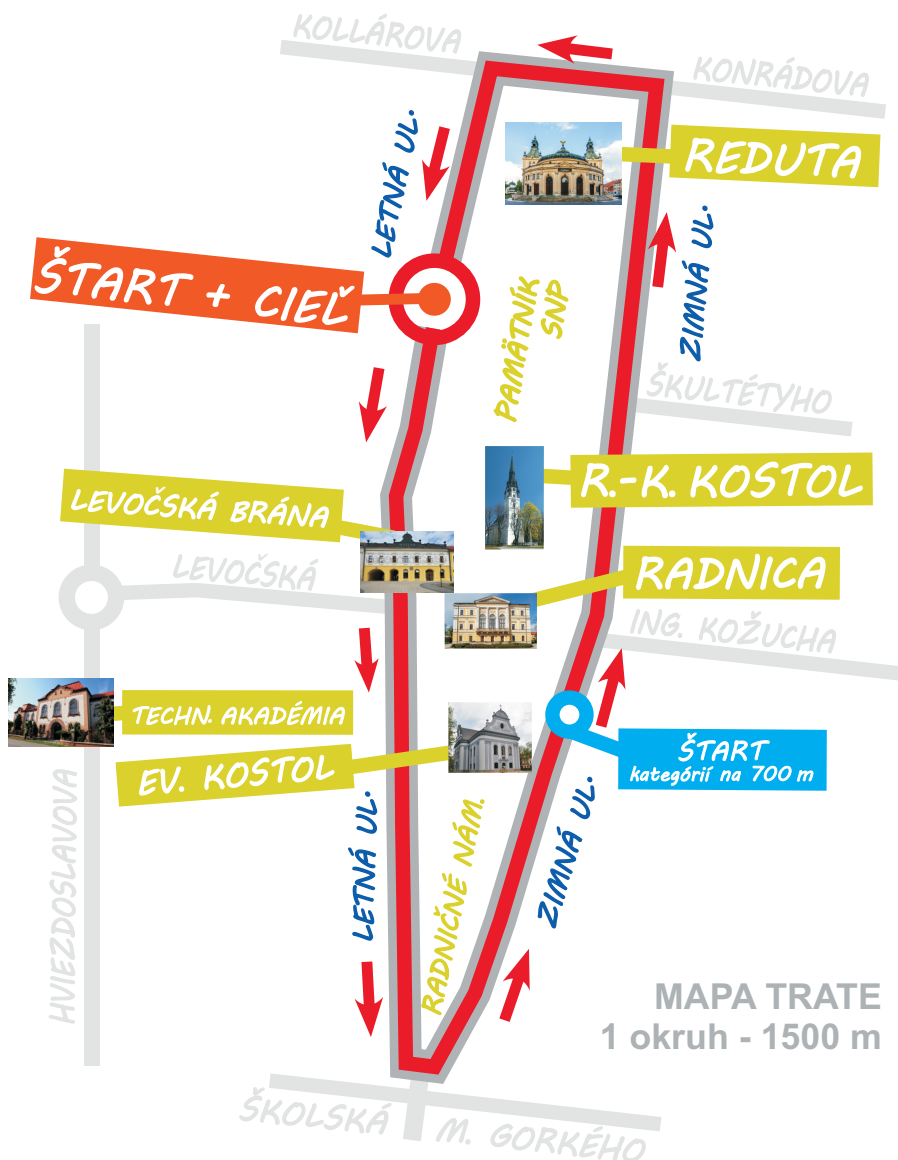 KOLLÁROVA
KONRÁDOVA
LETNÁ UL.
REDUTA
ZIMNÁ UL.
ŠTART + CIEĽ
PAMÄTNÍK
SNP
ŠKULTÉTYHO
R.-K. KOSTOL
LEVOČSKÁ BRÁNA
LEVOČSKÁ
RADNICA
ING. KOŽUCHA
TECHN. AKADÉMIA
EV. KOSTOL
ŠTART
kategórií na 700 m
HVIEZDOSLAVOVA
LETNÁ UL.
RADNIČNÉ NÁM.
ZIMNÁ UL.
MAPA TRATE
1 okruh - 1500 m
ŠKOLSKÁ
M. GORKÉHO